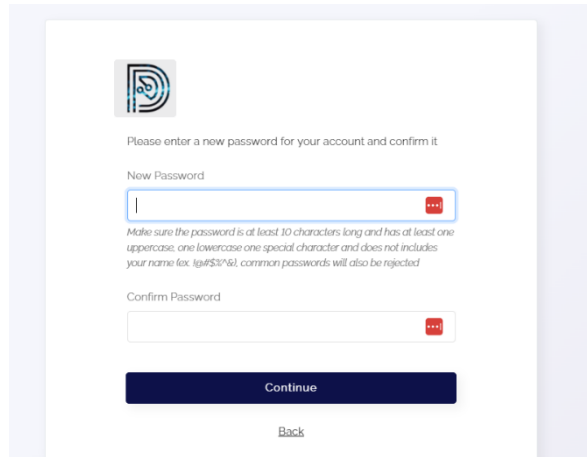 Please enter a new password for your account and confirm it
New Password
Make sure the password is at least 10 characters long and has at least one
uppercase, one lowercase one special character and does not includes
your name (ex. !@#$%^&), common passwords will also be rejected
Confirm Password
Continue
Back